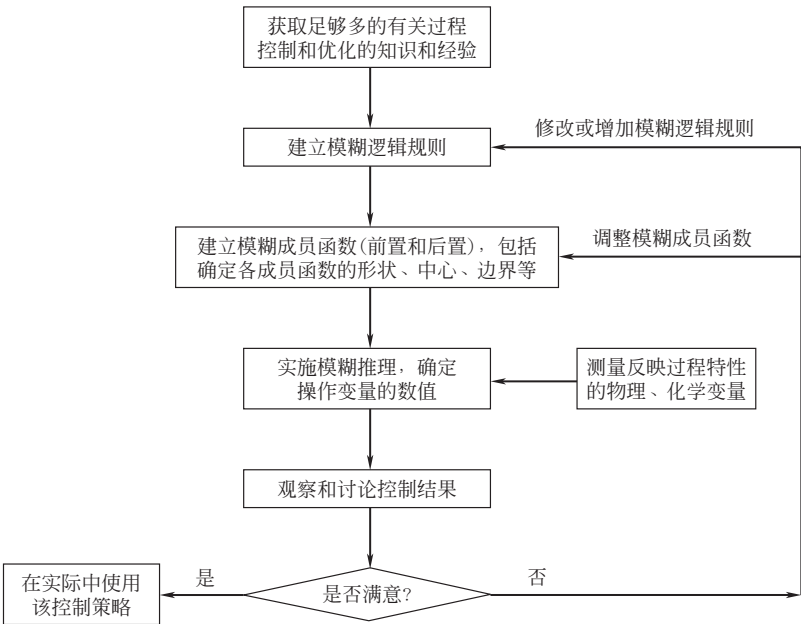 获取足够多的有关过程
控制和优化的知识和经验
修改或增加模糊逻辑规则
建立模糊逻辑规则
建立模糊成员函数(前置和后置)，包括
确定各成员函数的形状、中心、边界等
调整模糊成员函数
实施模糊推理，确定
操作变量的数值
测量反映过程特性
的物理、化学变量
观察和讨论控制结果
在实际中使用
该控制策略
是
是否满意?
否